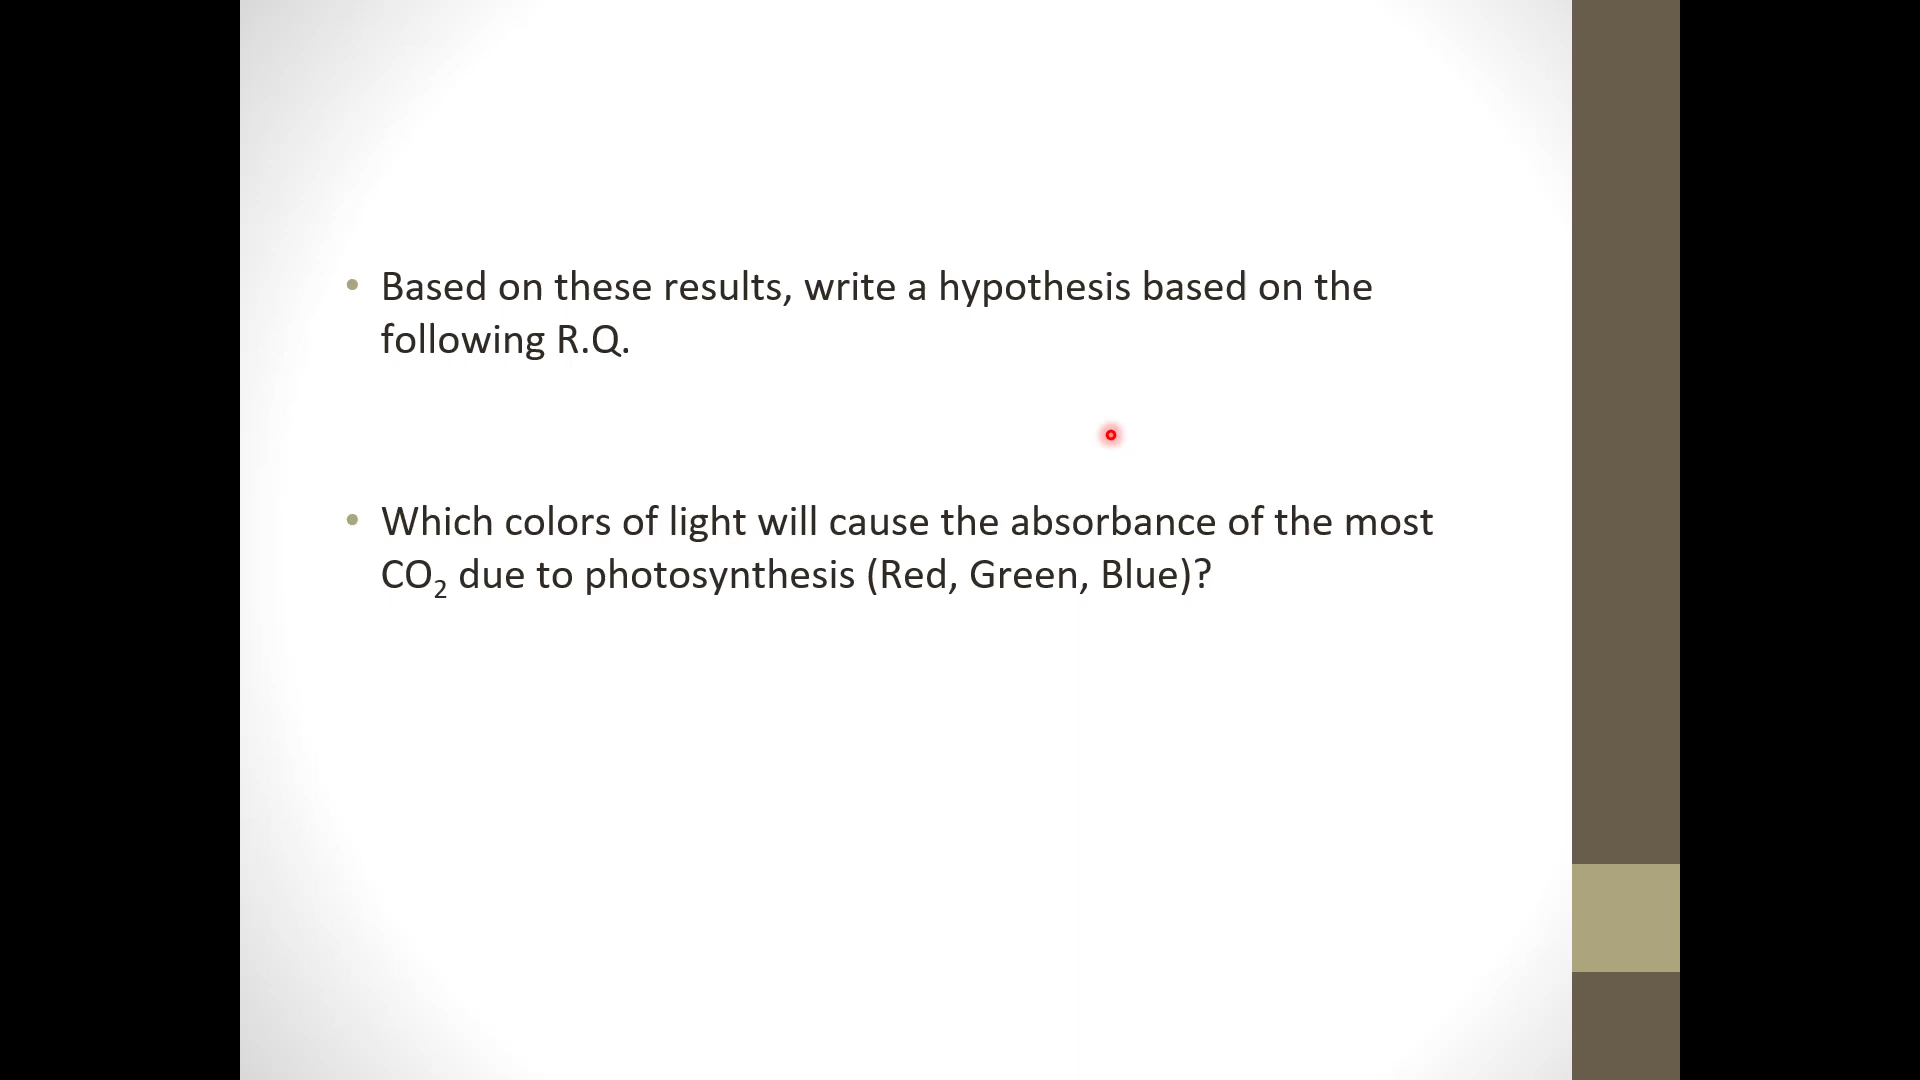 • Based on these results, write a hypothesis based on the
following R.Q.
• Which colors of light will cause the absorbance of the most
CO₂ due to photosynthesis (Red, Green, Blue)?